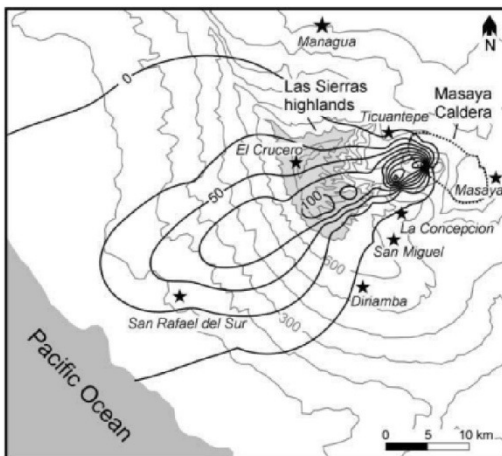 N
Managua
0
Las Sierras
highlands
Masaya
Caldera
Ticuantepe
El Crucero
Masaya
50
100
La Concepcion
San Miguel
600
Diriamba
San Rafael del Sur
300
Pacific Ocean
0 5 10 km